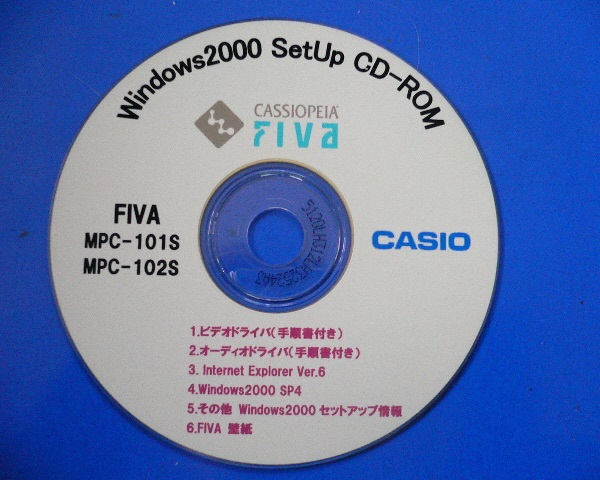 Windows2000 SetUp CD-ROM
CASSIOPEIA
FIVA
FIVA
MPC-101S
MPC-102S
CASIO
1.ビデオドライバ(手順書付き)
2.オーディオドライバ(手順書付き)
3. Internet Explorer Ver.6
4.Windows2000 SP4
5.その他 Windows2000 セットアップ情報
6.FIVA 壁紙